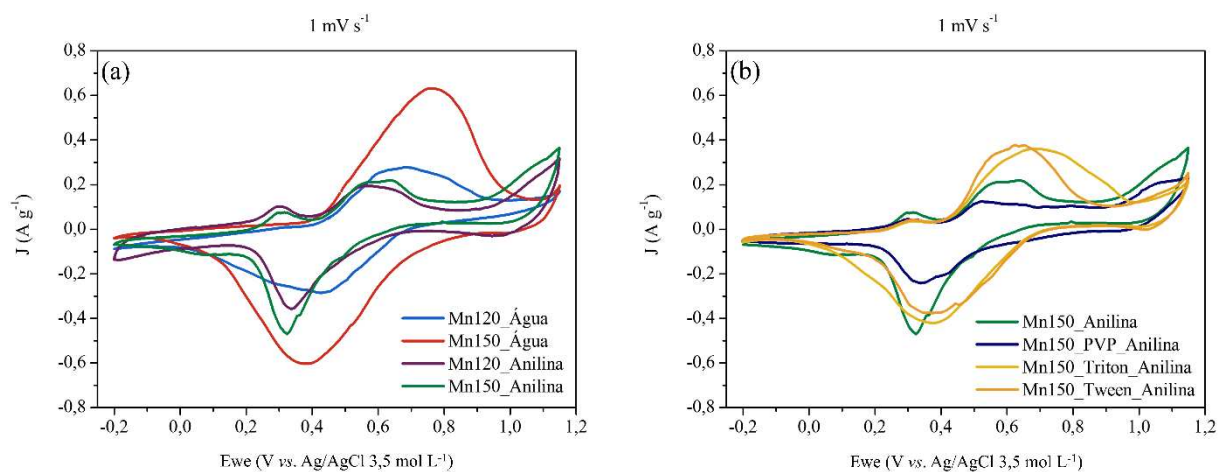 1 mV s⁻¹
(a)
J (A g⁻¹)
0,8
0,6
0,4
0,2
0,0
-0,2
-0,4
-0,6
-0,8
Mn120_Água
Mn150_Água
Mn120_Anilina
Mn150_Anilina
-0,2 0,0 0,2 0,4 0,6 0,8 1,0 1,2
Ewe (V vs. Ag/AgCl 3,5 mol L⁻¹)
1 mV s⁻¹
(b)
J (A g⁻¹)
0,8
0,6
0,4
0,2
0,0
-0,2
-0,4
-0,6
-0,8
Mn150_Anilina
Mn150_PVP_Anilina
Mn150_Triton_Anilina
Mn150_Tween_Anilina
-0,2 0,0 0,2 0,4 0,6 0,8 1,0 1,2
Ewe (V vs. Ag/AgCl 3,5 mol L⁻¹)